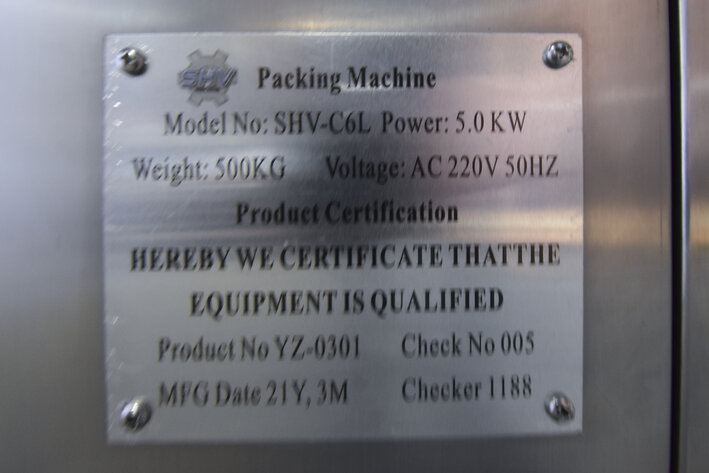 SHV Packing Machine
Model No: SHV-C6L Power: 5.0 KW
Weight: 500KG Voltage: AC 220V 50HZ
Product Certification
HEREBY WE CERTIFICATE THATTHE
EQUIPMENT IS QUALIFIED
Product No YZ-0301 Check No 005
MFG Date 21Y, 3M Checker 1188